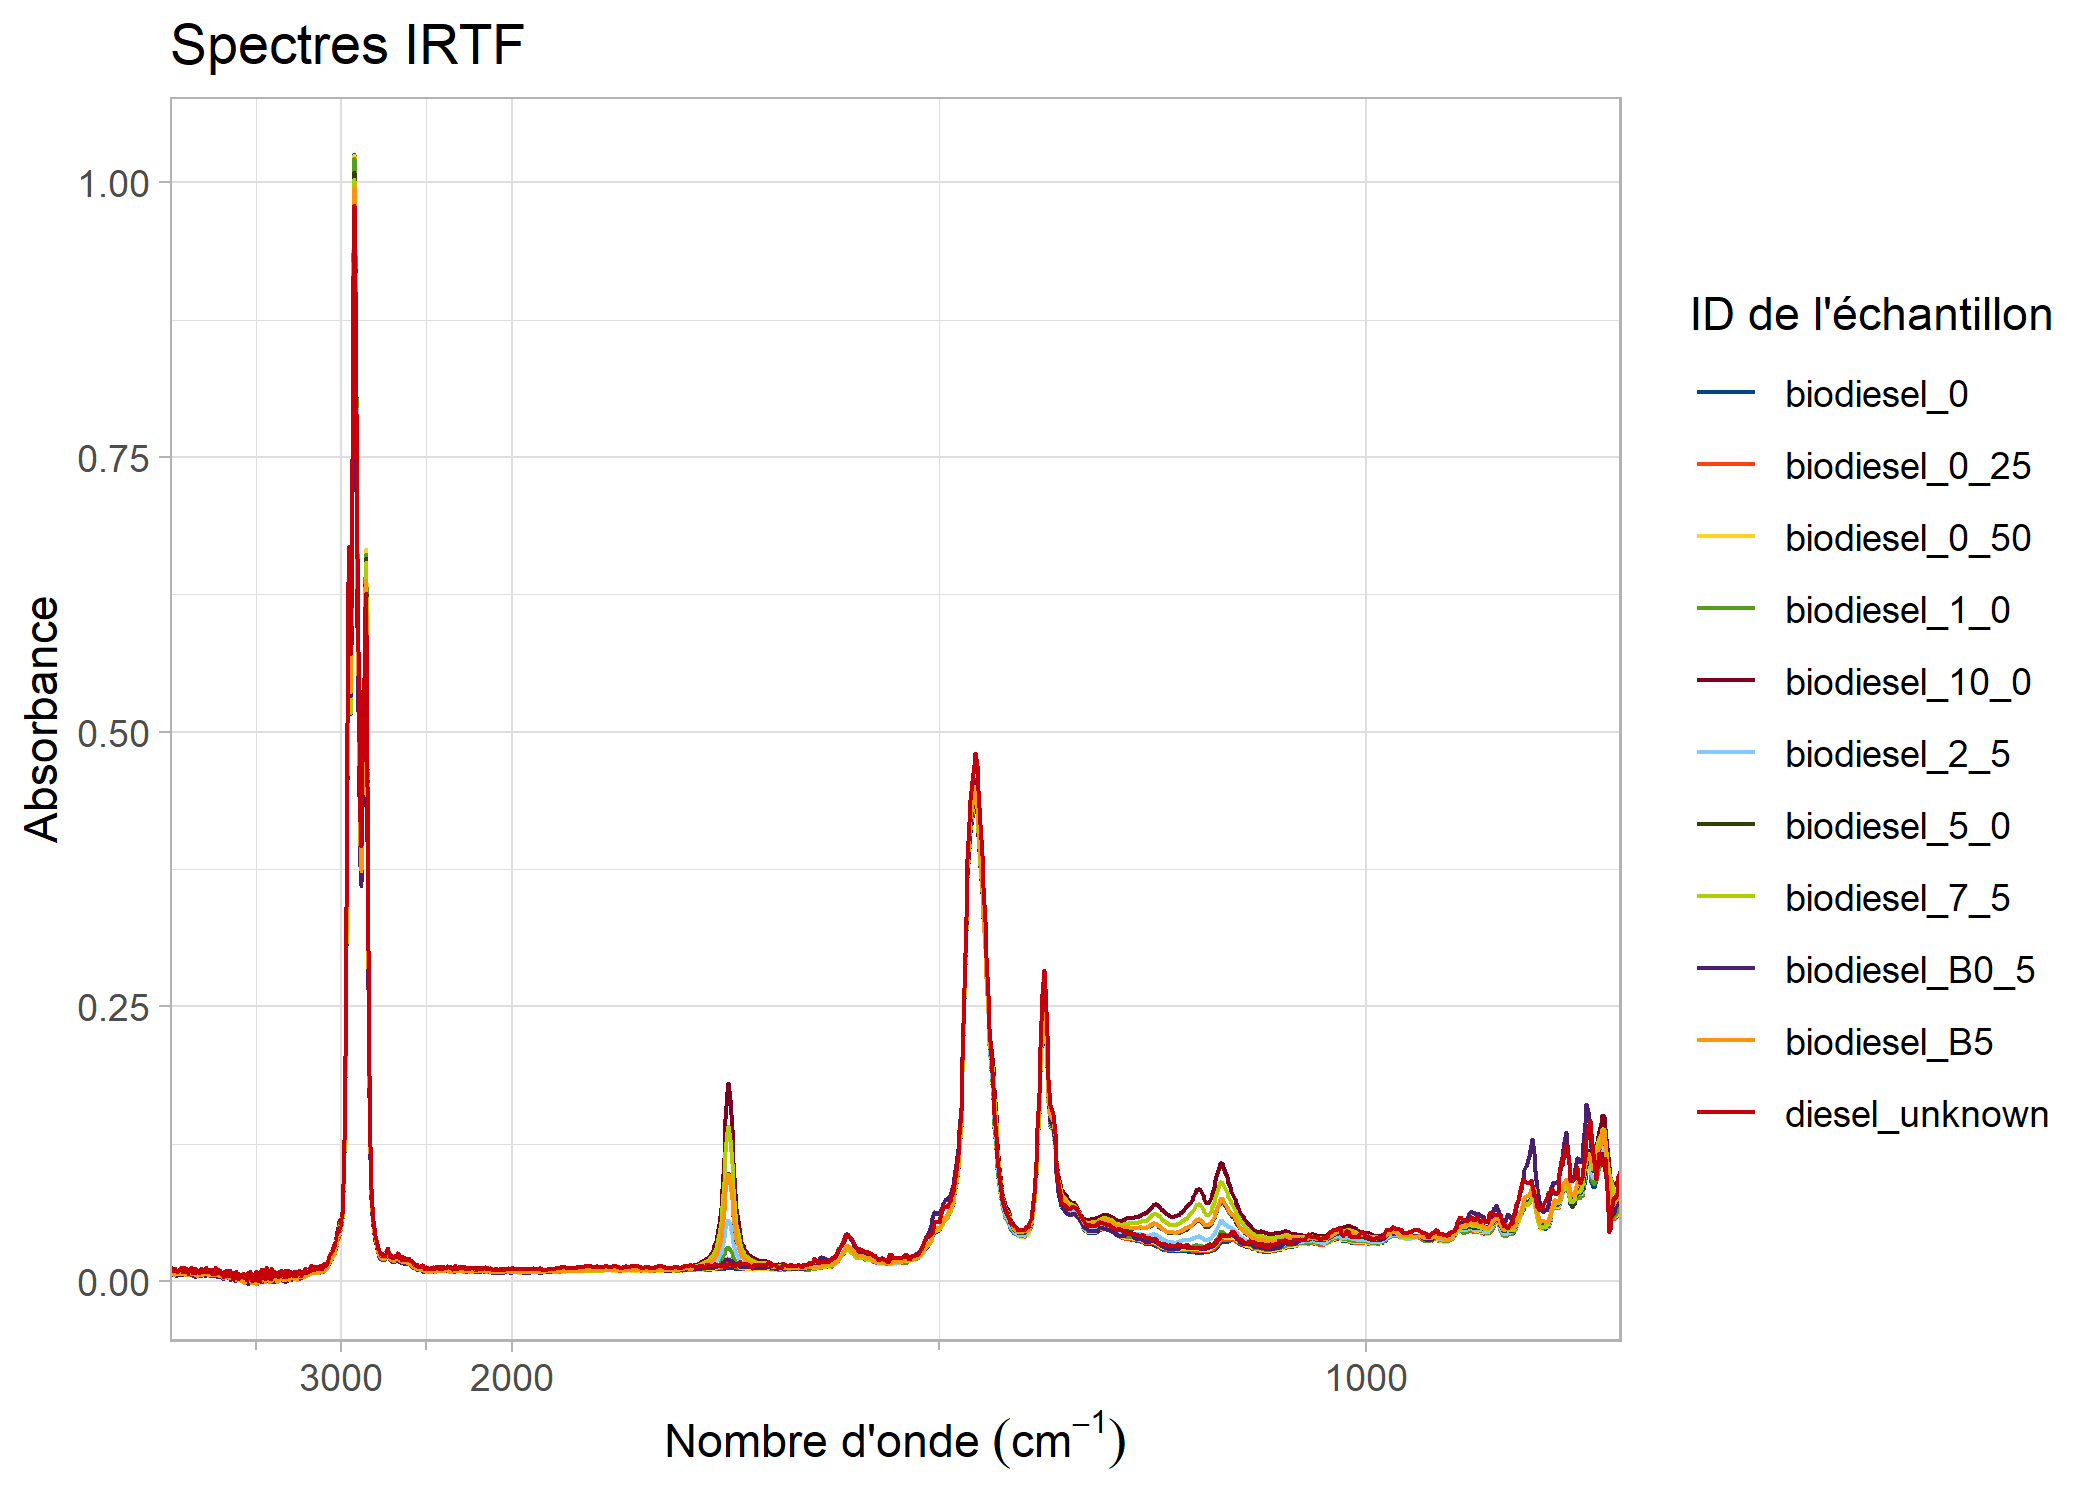 Spectres IRTF
1.00
0.75
0.50
0.25
0.00
Absorbance
3000
2000
1000
Nombre d'onde (cm⁻¹)
ID de l'échantillon
biodiesel_0
biodiesel_0_25
biodiesel_0_50
biodiesel_1_0
biodiesel_10_0
biodiesel_2_5
biodiesel_5_0
biodiesel_7_5
biodiesel_B0_5
biodiesel_B5
diesel_unknown